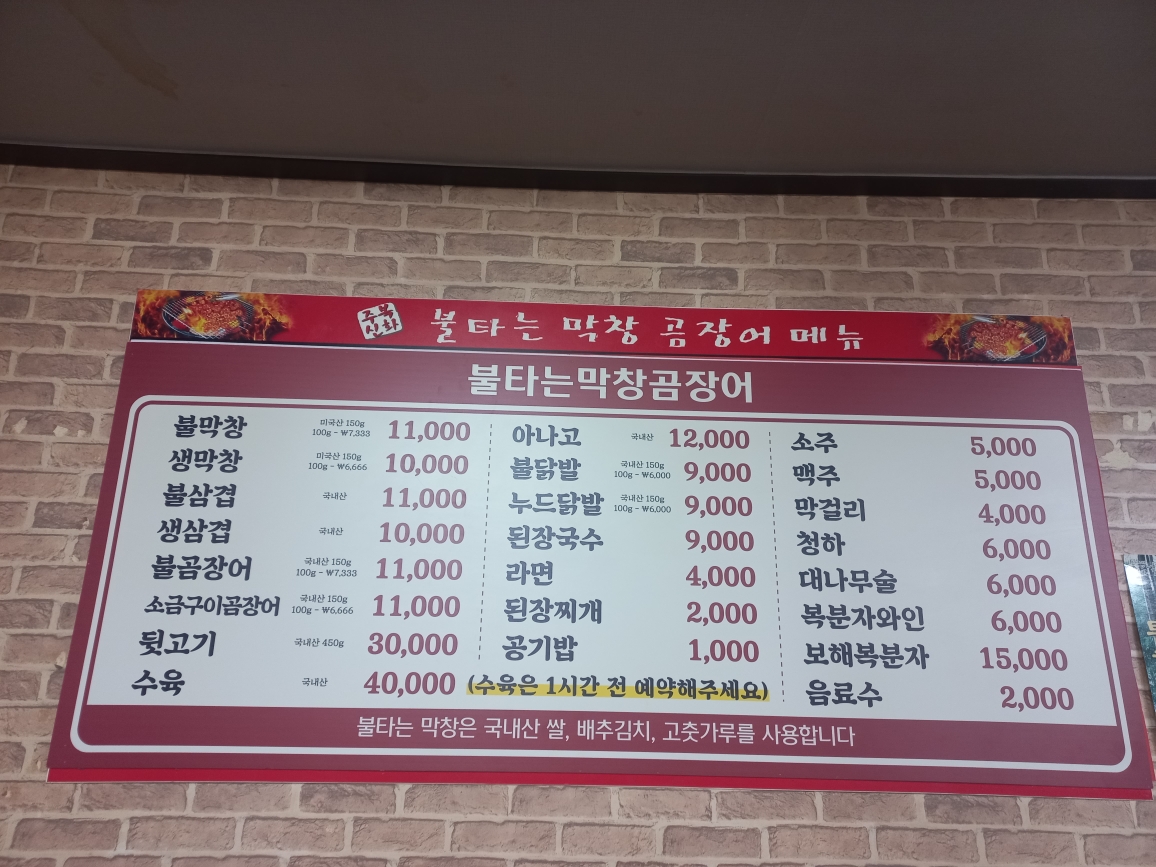 주북신화 불타는 막창 곰장어 메뉴
불타는막창곰장어
불막창 미국산 150g 100g - ₩7,333 11,000
생막창 미국산 150g 100g - ₩6,666 10,000
불삼겹 국내산 11,000
생삼겹 국내산 10,000
불곰장어 국내산 150g 100g - ₩7,333 11,000
소금구이곰장어 국내산 150g 100g - ₩6,666 11,000
뒷고기 국내산 450g 30,000
수육 국내산 40,000 (수육은 1시간 전 예약해주세요)
아나고 국내산 12,000
불닭발 국내산 150g 100g - ₩6,000 9,000
누드닭발 국내산 150g 100g - ₩6,000 9,000
된장국수 9,000
라면 4,000
된장찌개 2,000
공기밥 1,000
소주 5,000
맥주 5,000
막걸리 4,000
청하 6,000
대나무술 6,000
복분자와인 6,000
보해복분자 15,000
음료수 2,000
불타는 막창은 국내산 쌀, 배추김치, 고춧가루를 사용합니다